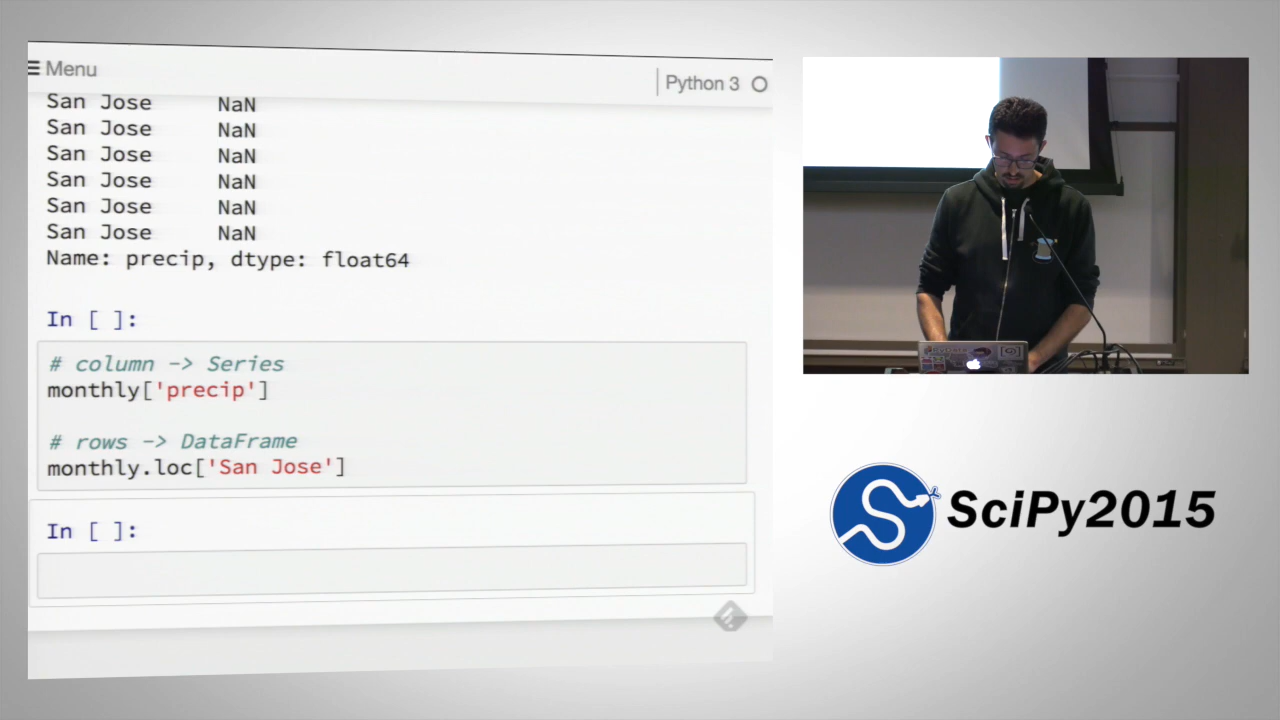 Menu
Python 3
San Jose NaN
San Jose NaN
San Jose NaN
San Jose NaN
San Jose NaN
San Jose NaN
Name: precip, dtype: float64
In [ ]:
# column -> Series
monthly['precip']
# rows -> DataFrame
monthly.loc['San Jose']
In [ ]:
SciPy2015